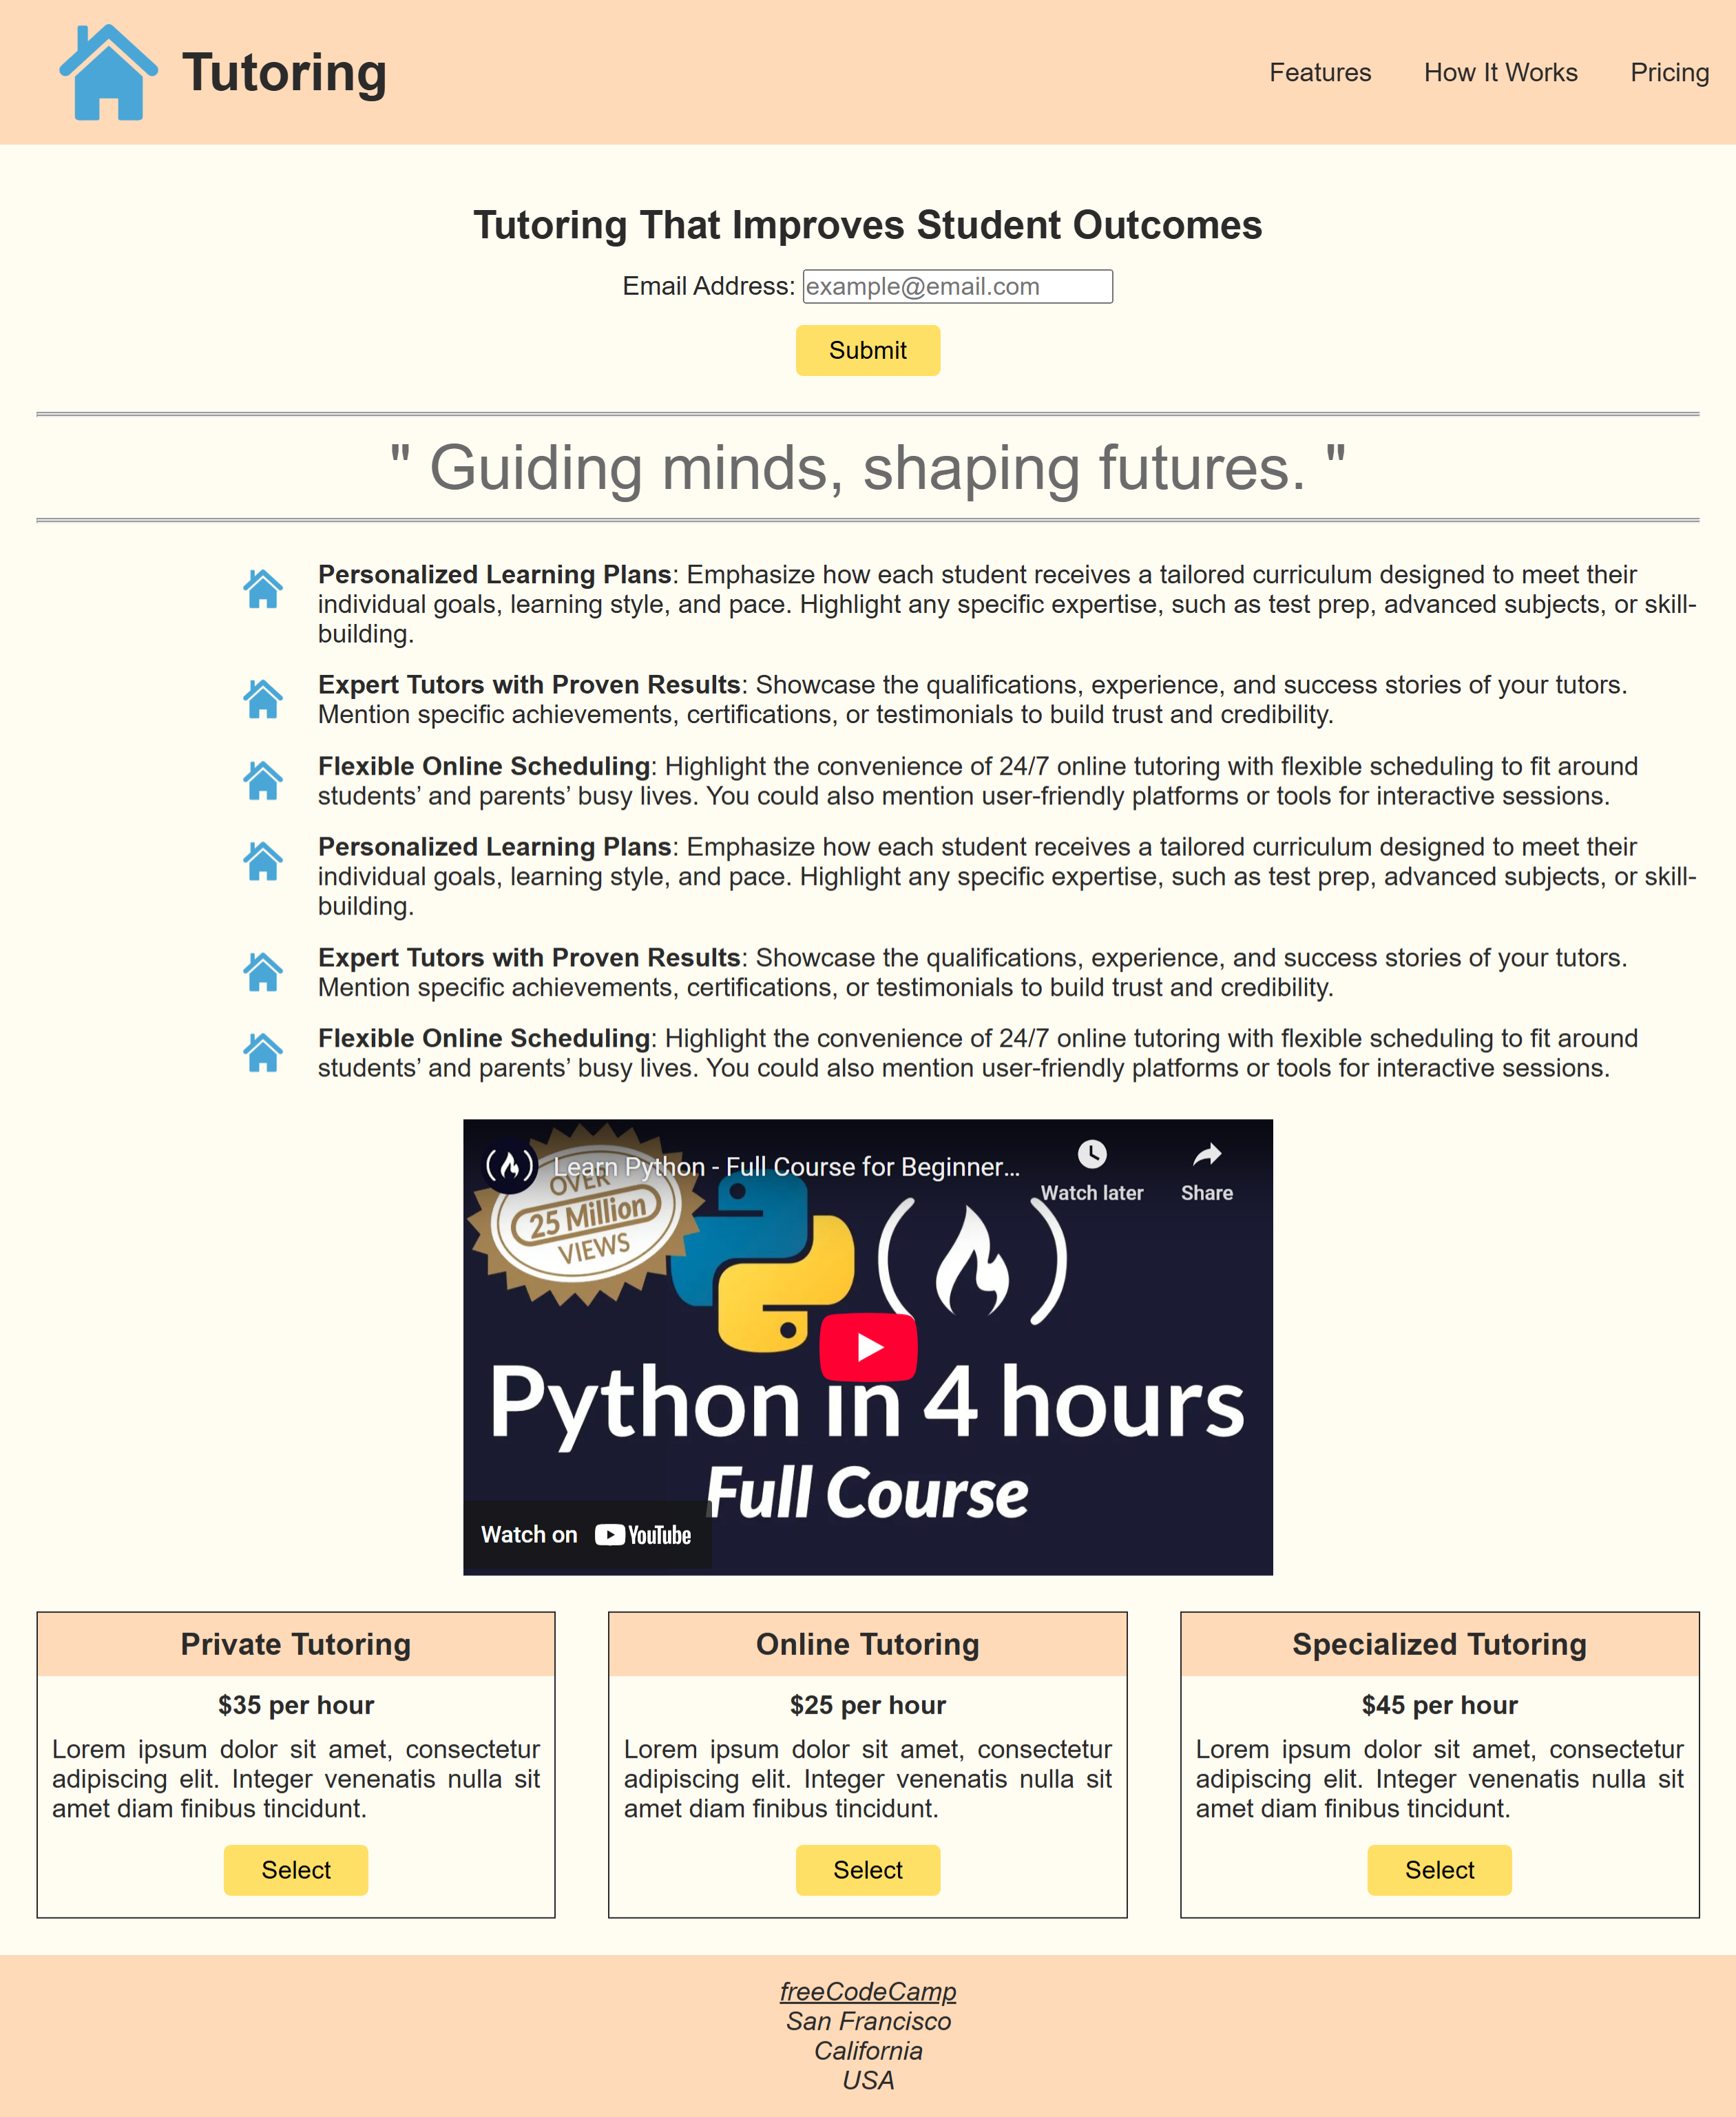 Tutoring
Features
How It Works
Pricing
Tutoring That Improves Student Outcomes
Email Address: example@email.com
Submit
" Guiding minds, shaping futures. "
Personalized Learning Plans: Emphasize how each student receives a tailored curriculum designed to meet their
individual goals, learning style, and pace. Highlight any specific expertise, such as test prep, advanced subjects, or skill-
building.
Expert Tutors with Proven Results: Showcase the qualifications, experience, and success stories of your tutors.
Mention specific achievements, certifications, or testimonials to build trust and credibility.
Flexible Online Scheduling: Highlight the convenience of 24/7 online tutoring with flexible scheduling to fit around
students’ and parents’ busy lives. You could also mention user-friendly platforms or tools for interactive sessions.
Personalized Learning Plans: Emphasize how each student receives a tailored curriculum designed to meet their
individual goals, learning style, and pace. Highlight any specific expertise, such as test prep, advanced subjects, or skill-
building.
Expert Tutors with Proven Results: Showcase the qualifications, experience, and success stories of your tutors.
Mention specific achievements, certifications, or testimonials to build trust and credibility.
Flexible Online Scheduling: Highlight the convenience of 24/7 online tutoring with flexible scheduling to fit around
students’ and parents’ busy lives. You could also mention user-friendly platforms or tools for interactive sessions.
Learn Python - Full Course for Beginner...
Watch later
Share
OVER
25 Million
VIEWS
Python in 4 hours
Full Course
Watch on YouTube
Private Tutoring
$35 per hour
Lorem ipsum dolor sit amet, consectetur
adipiscing elit. Integer venenatis nulla sit
amet diam finibus tincidunt.
Select
Online Tutoring
$25 per hour
Lorem ipsum dolor sit amet, consectetur
adipiscing elit. Integer venenatis nulla sit
amet diam finibus tincidunt.
Select
Specialized Tutoring
$45 per hour
Lorem ipsum dolor sit amet, consectetur
adipiscing elit. Integer venenatis nulla sit
amet diam finibus tincidunt.
Select
freeCodeCamp
San Francisco
California
USA